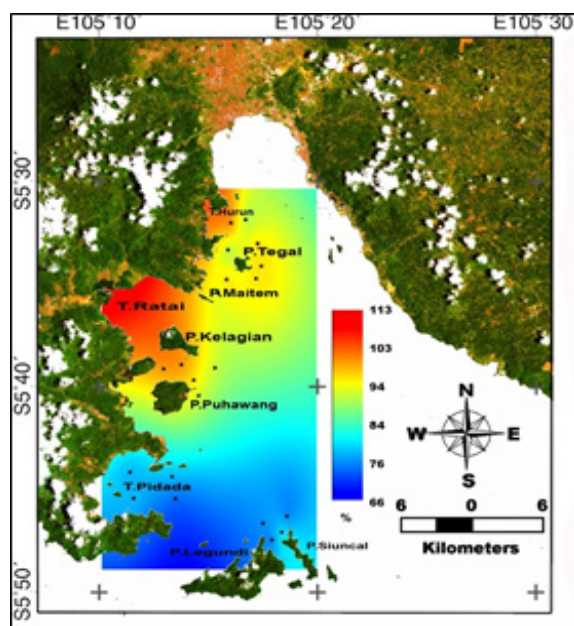 E105˚10' E105˚20' E105˚30'
S5˚30'
T.Hurun
P.Tegal
P.Maitem
T.Ratai
113
P.Kelagian
103
S5˚40'
94
N
P.Puhawang
84
W E
76
S
T.Pidada
66
6 0 6
%
P.Legundi
P.Siuncal
Kilometers
S5˚50'